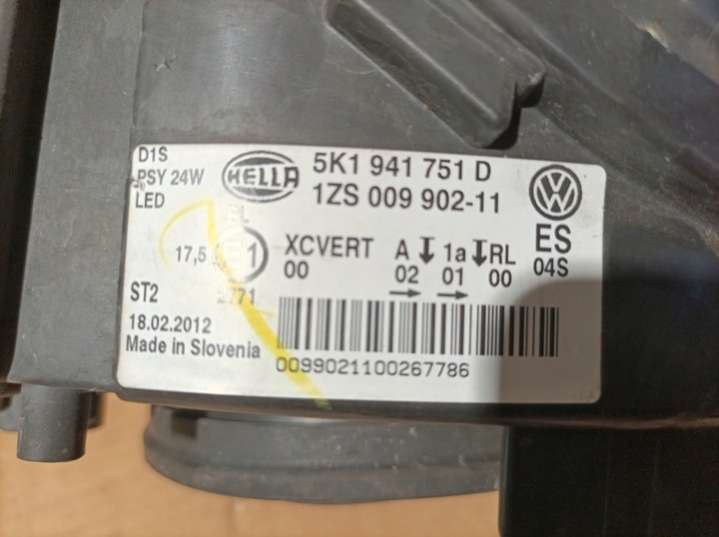 D1S
PSY 24W
LED
HELLA
5K1 941 751 D
1ZS 009 902-11
17,5
1
XCVERT A 1a RL
00 02 01 00
ES
04S
ST2
18.02.2012
Made in Slovenia
0099021100267786